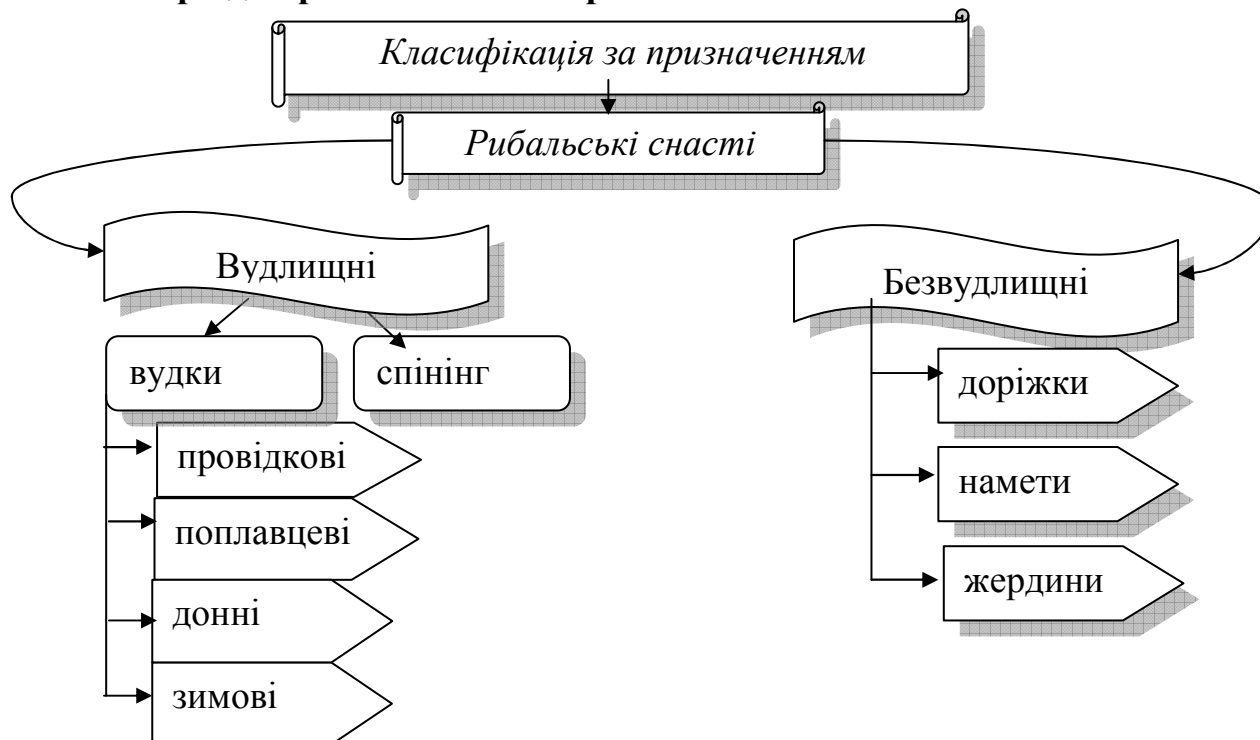 Класифікація за призначенням
Рибальські снасті
Вудлищні
Безвудлищні
вудки
спінінг
провідкові
поплавцеві
донні
зимові
доріжки
намети
жердини